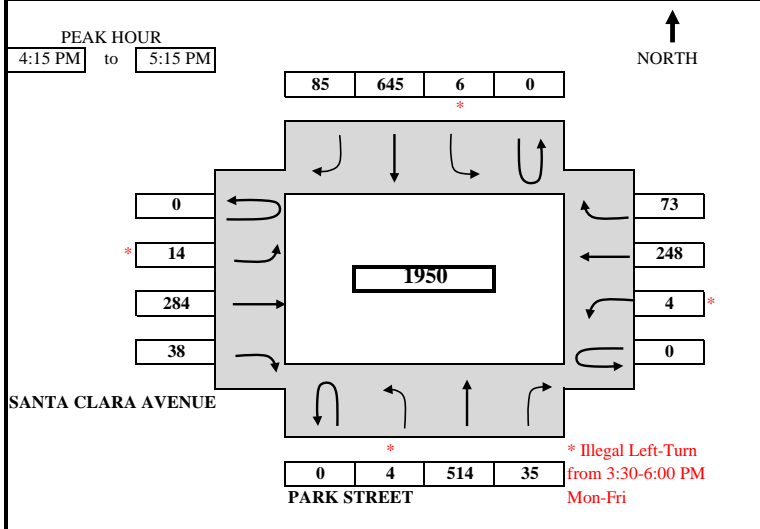 PEAK HOUR
4:15 PM to 5:15 PM
NORTH
85 645 6 0
*
0 73
* 14 248
1950
284 4 *
38 0
SANTA CLARA AVENUE
* * Illegal Left-Turn
0 4 514 35 from 3:30-6:00 PM
PARK STREET Mon-Fri